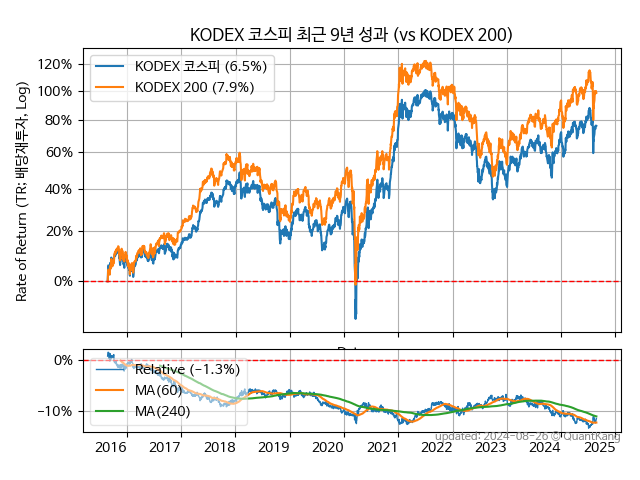 KODEX 코스피 최근 9년 성과 (vs KODEX 200)
Rate of Return (TR: 배당재투자, Log)
120%
100%
80%
60%
40%
20%
0%
KODEX 코스피 (6.5%)
KODEX 200 (7.9%)
0%
−10%
Relative (−1.3%)
MA(60)
MA(240)
updated: 2024-08-26 © QuantKang
2016 2017 2018 2019 2020 2021 2022 2023 2024 2025